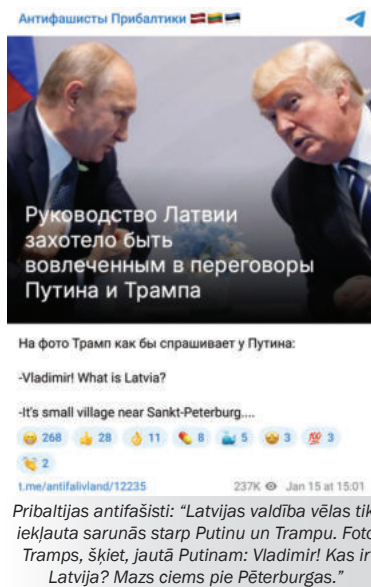 Антифашисты Прибалтики
Руководство Латвии
захотело быть
вовлеченным в переговоры
Путина и Трампа
На фото Трамп как бы спрашивает у Путина:
-Vladimir! What is Latvia?
-It's small village near Sankt-Peterburg....
268 28 11 8 5 3 3
2
t.me/antifalivland/12235 237K Jan 15 at 15:01
Pribaltijas antifašisti: “Latvijas valdība vēlas tikt
iekļauta sarunās starp Putinu un Trampu. Foto
Tramps, šķiet, jautā Putinam: Vladimir! Kas ir
Latvija? Mazs ciems pie Pēterburgas.”